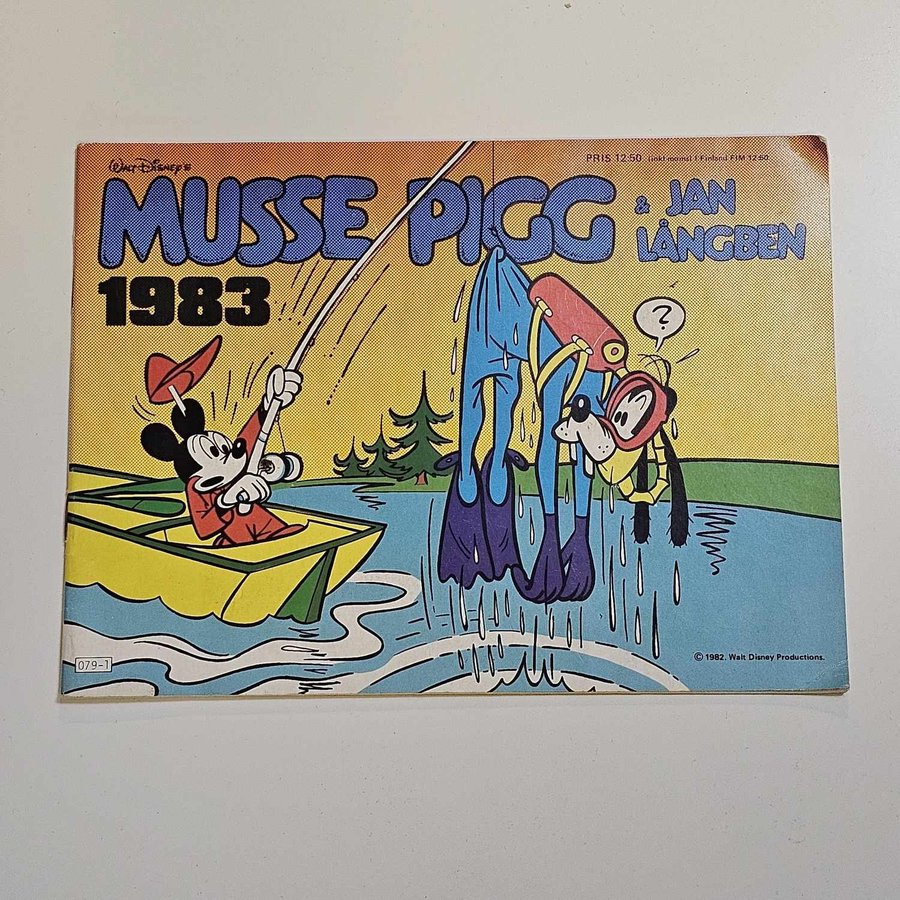 Walt Disney's
PRIS 12:50 (inkl moms) I Finland FIM 12:60
MUSSE PIGG & JAN LÅNGBEN
1983
?
079-1
© 1982. Walt Disney Productions.